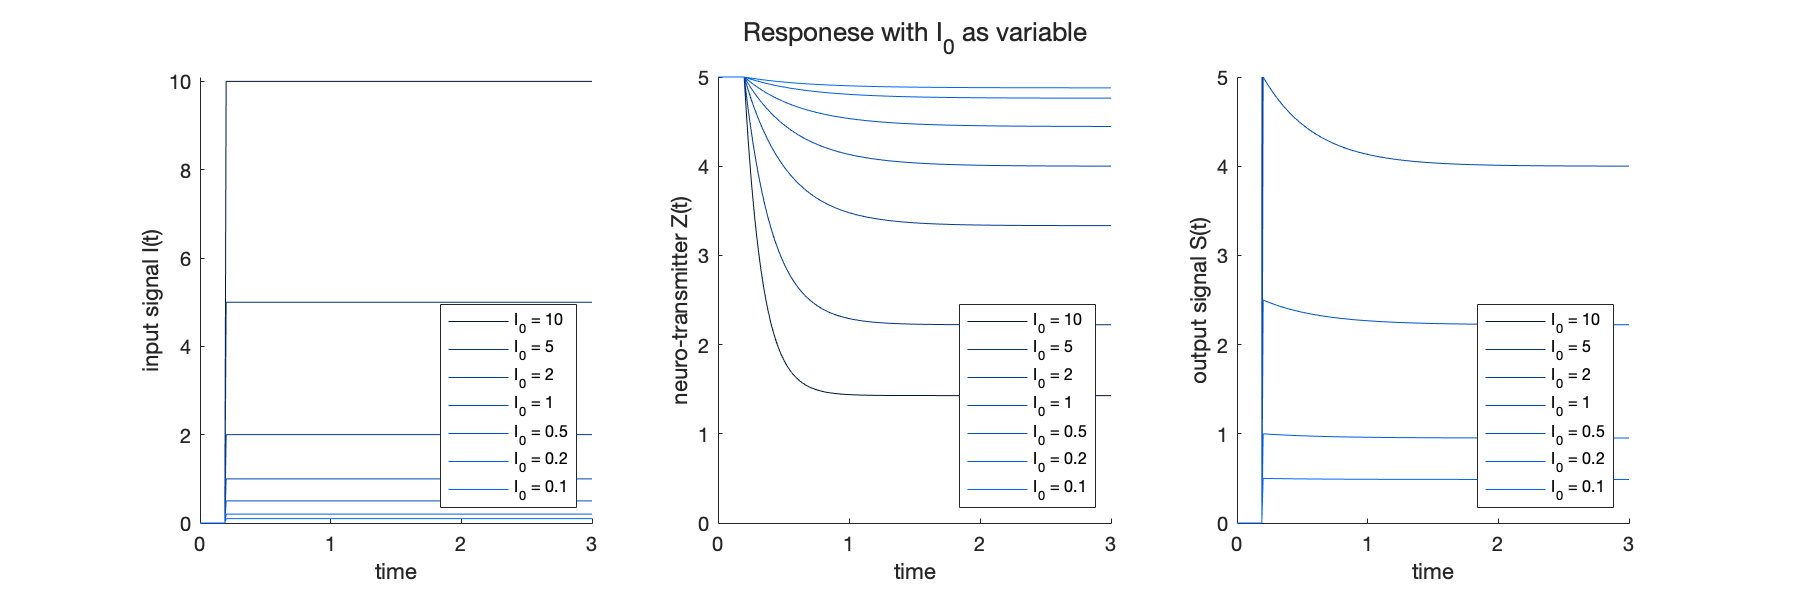 Responese with I0 as variable
input signal I(t)
10
8
6
4
2
0
0 1 2 3
time
I0 = 10
I0 = 5
I0 = 2
I0 = 1
I0 = 0.5
I0 = 0.2
I0 = 0.1
neuro-transmitter Z(t)
5
4
3
2
1
0
0 1 2 3
time
I0 = 10
I0 = 5
I0 = 2
I0 = 1
I0 = 0.5
I0 = 0.2
I0 = 0.1
output signal S(t)
5
4
3
2
1
0
0 1 2 3
time
I0 = 10
I0 = 5
I0 = 2
I0 = 1
I0 = 0.5
I0 = 0.2
I0 = 0.1